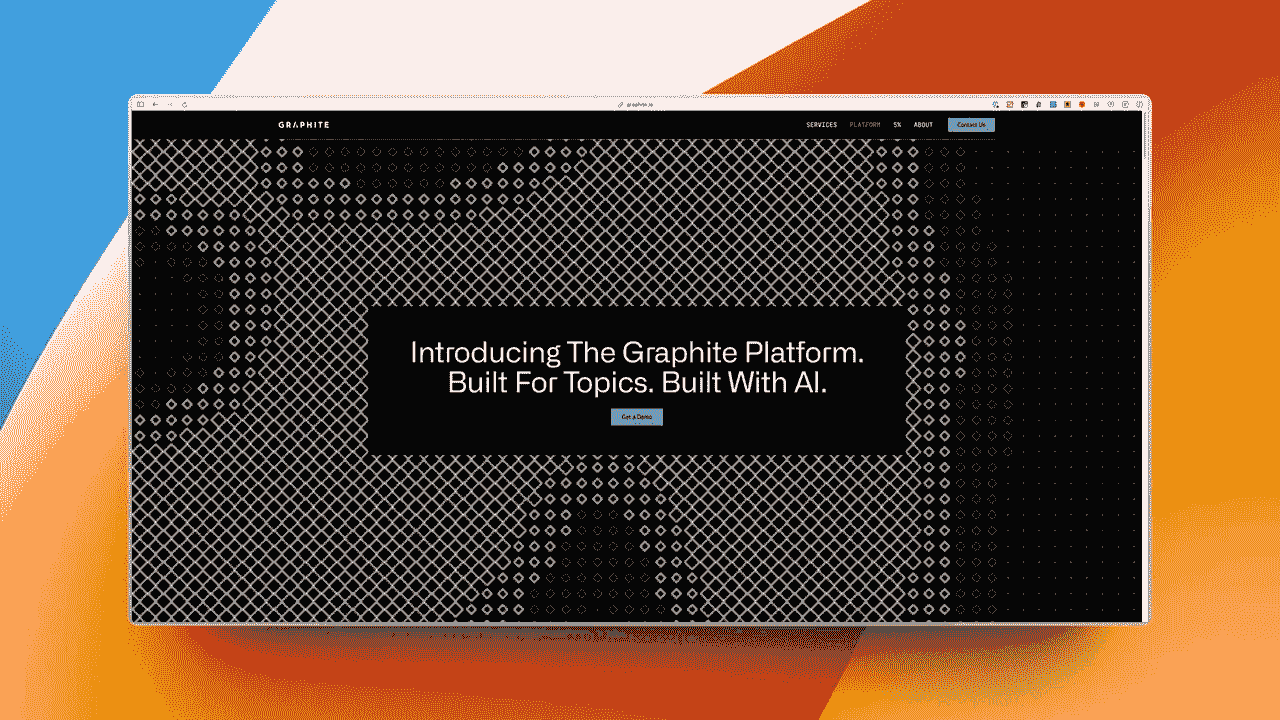 graphite.io
GRAPHITE
SERVICES PLATFORM 5% ABOUT Contact Us
Introducing The Graphite Platform.
Built For Topics. Built With AI.
Get a Demo